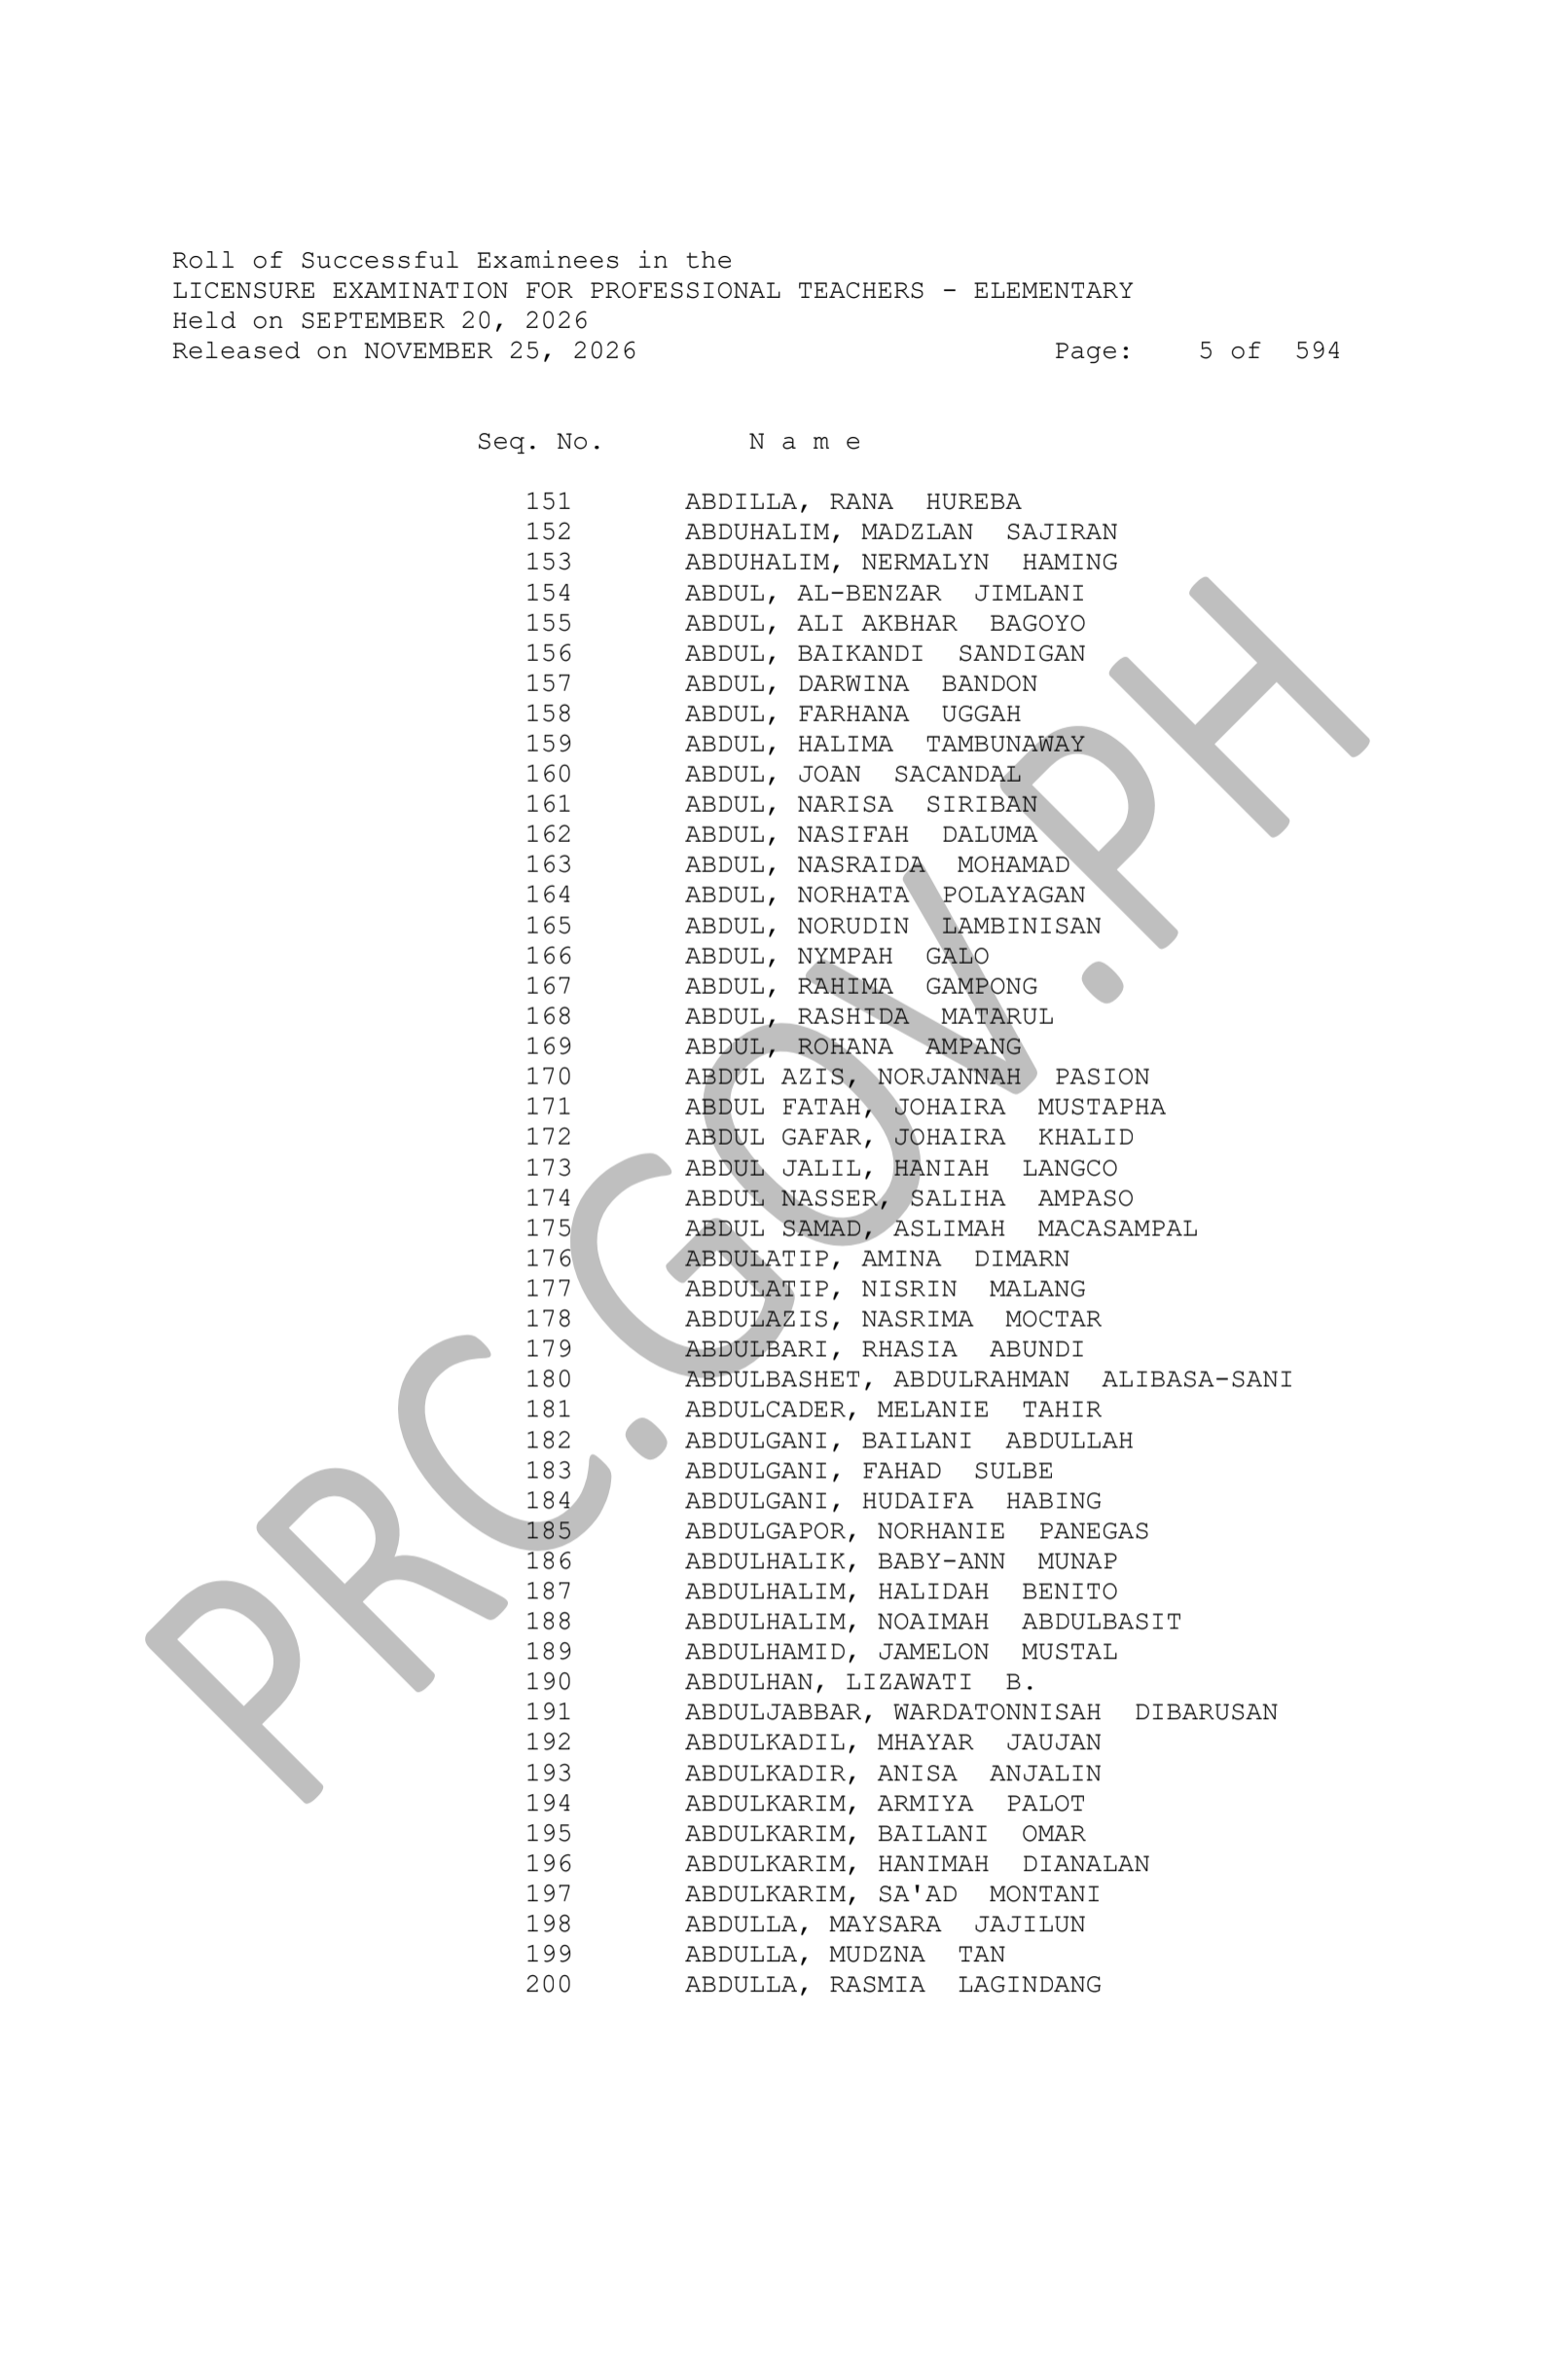 Roll of Successful Examinees in the
LICENSURE EXAMINATION FOR PROFESSIONAL TEACHERS - ELEMENTARY
Held on SEPTEMBER 20, 2026
Released on NOVEMBER 25, 2026 Page: 5 of 594
Seq. No. N a m e
151 ABDILLA, RANA HUREBA
152 ABDUHALIM, MADZLAN SAJIRAN
153 ABDUHALIM, NERMALYN HAMING
154 ABDUL, AL-BENZAR JIMLANI
155 ABDUL, ALI AKBHAR BAGOYO
156 ABDUL, BAIKANDI SANDIGAN
157 ABDUL, DARWINA BANDON
158 ABDUL, FARHANA UGGAH
159 ABDUL, HALIMA TAMBUNAWAY
160 ABDUL, JOAN SACANDAL
161 ABDUL, NARISA SIRIBAN
162 ABDUL, NASIFAH DALUMA
163 ABDUL, NASRAIDA MOHAMAD
164 ABDUL, NORHATA POLAYAGAN
165 ABDUL, NORUDIN LAMBINISAN
166 ABDUL, NYMPAH GALO
167 ABDUL, RAHIMA GAMPONG
168 ABDUL, RASHIDA MATARUL
169 ABDUL, ROHANA AMPANG
170 ABDUL AZIS, NORJANNAH PASION
171 ABDUL FATAH, JOHAIRA MUSTAPHA
172 ABDUL GAFAR, JOHAIRA KHALID
173 ABDUL JALIL, HANIAH LANGCO
174 ABDUL NASSER, SALIHA AMPASO
175 ABDUL SAMAD, ASLIMAH MACASAMPAL
176 ABDULATIP, AMINA DIMARN
177 ABDULATIP, NISRIN MALANG
178 ABDULAZIS, NASRIMA MOCTAR
179 ABDULBARI, RHASIA ABUNDI
180 ABDULBASHET, ABDULRAHMAN ALIBASA-SANI
181 ABDULCADER, MELANIE TAHIR
182 ABDULGANI, BAILANI ABDULLAH
183 ABDULGANI, FAHAD SULBE
184 ABDULGANI, HUDAIFA HABING
185 ABDULGAPOR, NORHANIE PANEGAS
186 ABDULHALIK, BABY-ANN MUNAP
187 ABDULHALIM, HALIDAH BENITO
188 ABDULHALIM, NOAIMAH ABDULBASIT
189 ABDULHAMID, JAMELON MUSTAL
190 ABDULHAN, LIZAWATI B.
191 ABDULJABBAR, WARDATONNISAH DIBARUSAN
192 ABDULKADIL, MHAYAR JAUJAN
193 ABDULKADIR, ANISA ANJALIN
194 ABDULKARIM, ARMIYA PALOT
195 ABDULKARIM, BAILANI OMAR
196 ABDULKARIM, HANIMAH DIANALAN
197 ABDULKARIM, SA'AD MONTANI
198 ABDULLA, MAYSARA JAJILUN
199 ABDULLA, MUDZNA TAN
200 ABDULLA, RASMIA LAGINDANG
PRC.GOV.PH